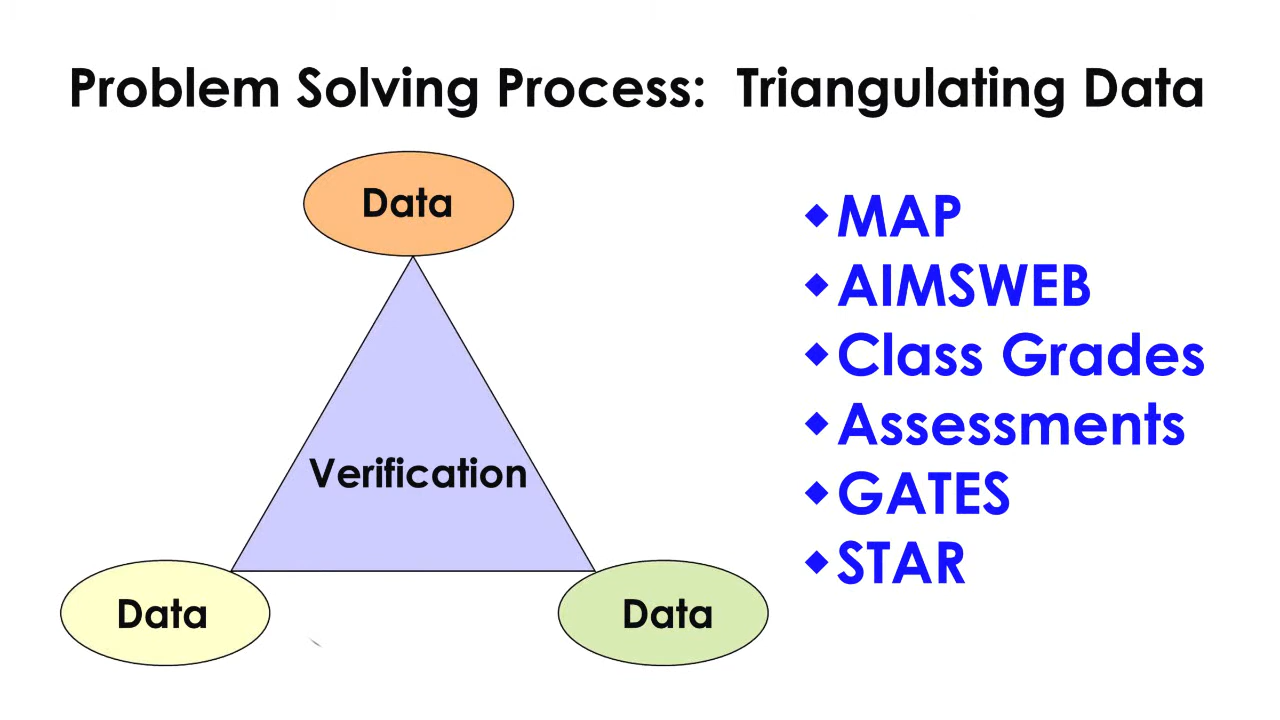 Problem Solving Process: Triangulating Data
Data
Verification
Data
Data
◆MAP
◆AIMSWEB
◆Class Grades
◆Assessments
◆GATES
◆STAR